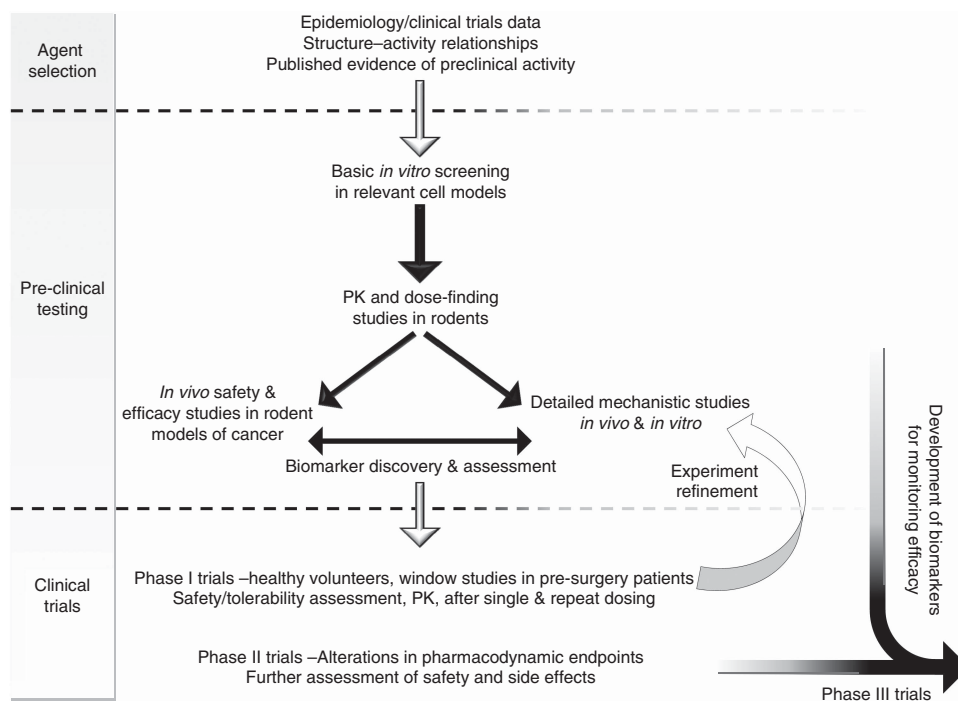 Agent
selection
Epidemiology/clinical trials data
Structure–activity relationships
Published evidence of preclinical activity
Pre-clinical
testing
Basic in vitro screening
in relevant cell models
PK and dose-finding
studies in rodents
In vivo safety &
efficacy studies in rodent
models of cancer
Detailed mechanistic studies
in vivo & in vitro
Biomarker discovery & assessment
Experiment
refinement
Development of biomarkers
for monitoring efficacy
Clinical
trials
Phase I trials –healthy volunteers, window studies in pre-surgery patients
Safety/tolerability assessment, PK, after single & repeat dosing
Phase II trials –Alterations in pharmacodynamic endpoints
Further assessment of safety and side effects
Phase III trials